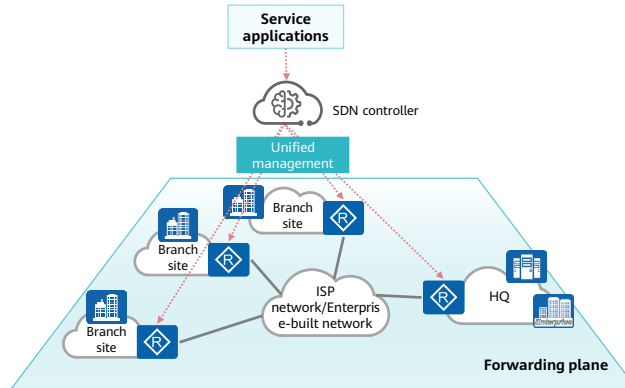 Service
applications
SDN controller
Unified
management
Branch
site
R
Branch
site
R
Branch
site
R
ISP
network/Enterpris
e-built network
R
HQ
Enterprise
Forwarding plane